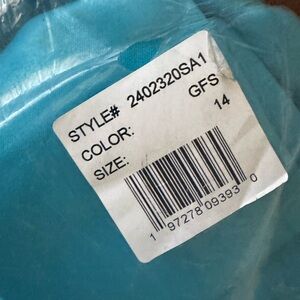 STYLE# 2402320SA1
COLOR: GFS
SIZE: 14
1 97278 09393 0